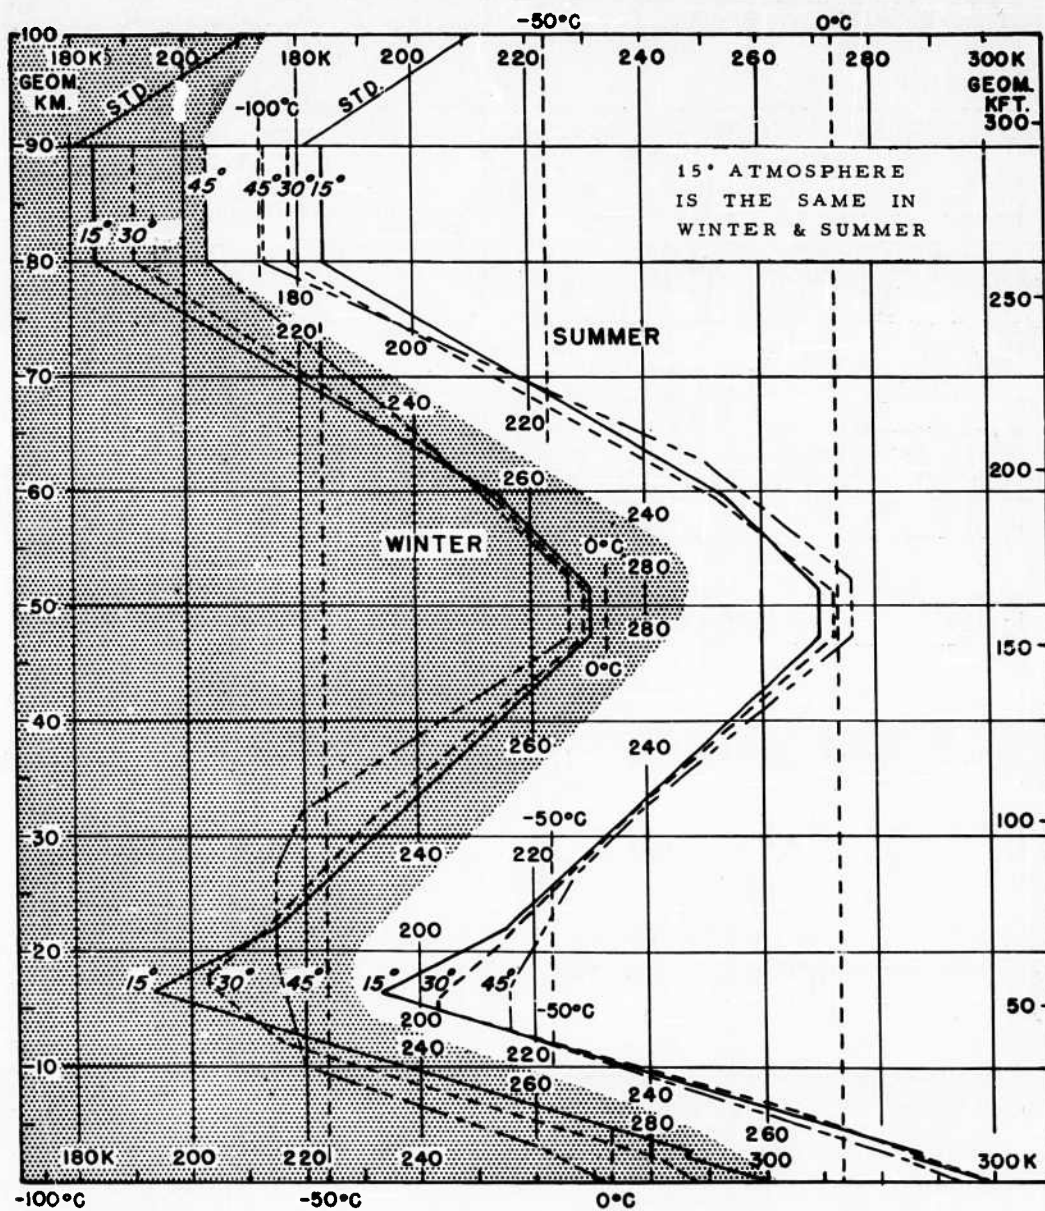 -50°C 0°C
100 180K 200 180K 200 220 240 260 280 300K
GEOM. KM. GEOM. KFT.
STD. STD.
-100°C
300
90
15° ATMOSPHERE
IS THE SAME IN
WINTER & SUMMER
45° 45° 30° 15°
15° 30°
80
180 250
220 200 SUMMER
70
240 220
260 200
60 240
WINTER 0°C
280
50
280
0°C 150
40
260 240
-50°C 100
30
240 220
20 200
15° 30° 45° 15° 30° 45°
200 -50°C 50
240 220
10
260 240
280 260
180K 200 220 240 300 300K
-100°C -50°C 0°C